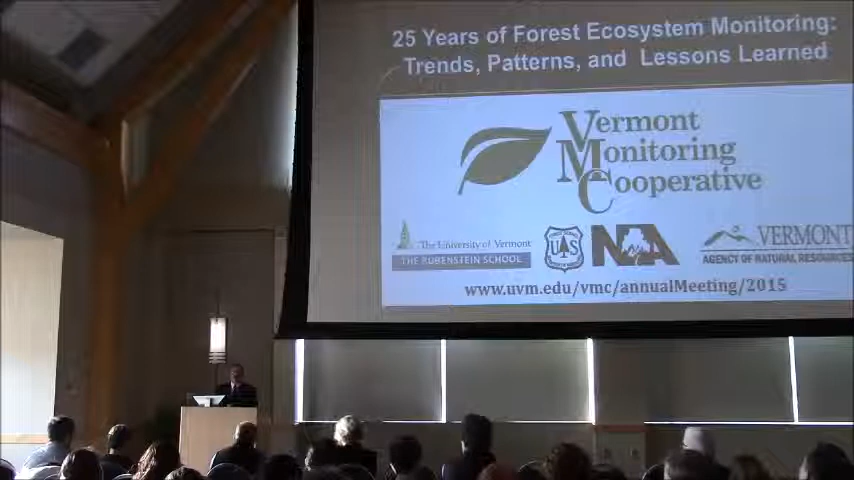 25 Years of Forest Ecosystem Monitoring:
Trends, Patterns, and Lessons Learned
Vermont
Monitoring
Cooperative
The University of Vermont
THE RUBENSTEIN SCHOOL
UAS
VERMONT
AGENCY OF NATURAL RESOURCES
www.uvm.edu/vmc/annualMeeting/2015